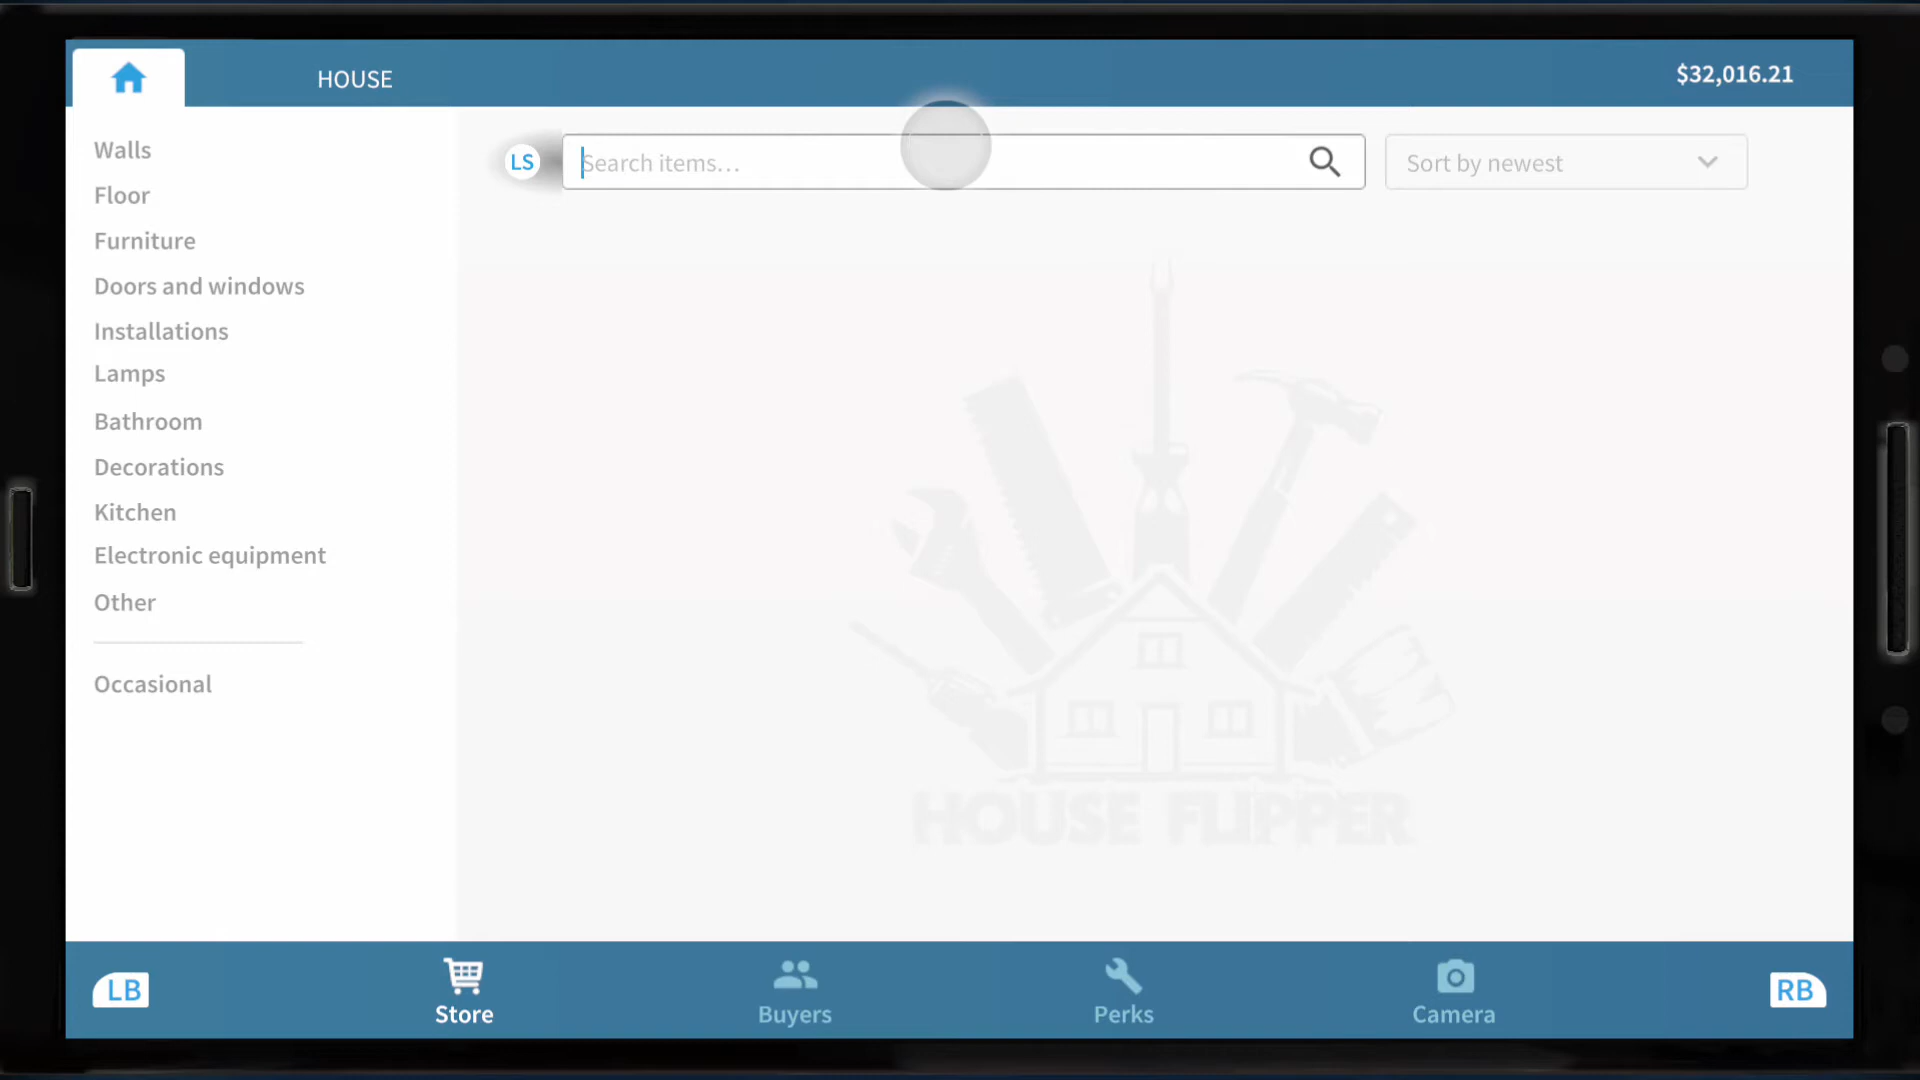 HOUSE
$32,016.21
Walls
Floor
Furniture
Doors and windows
Installations
Lamps
Bathroom
Decorations
Kitchen
Electronic equipment
Other
Occasional
LS
Search items...
Sort by newest
HOUSE FLIPPER
LB
Store
Buyers
Perks
Camera
RB